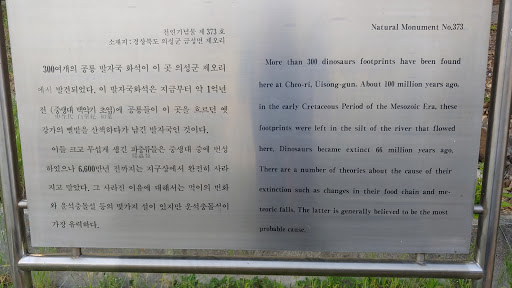 천연기념물 제 373 호
소재지: 경상북도 의성군 금성면 제오리
300여개의 공룡 발자국 화석이 이 곳 의성군 제오리
에서 발견되었다. 이 발자국화석은 지금부터 약 1억년
전 (중생대 백악기 초엽)에 공룡들이 이 곳을 흐르던 옛
강가의 뻘밭을 산책하다가 남긴 발자국인 것이다.
이들 크고 무섭게 생긴 파충류들은 중생대 중에 번성
하였으나 6,600만년 전까지는 지구상에서 완전히 사라
지고 말았다. 그 사라진 이유에 대해서는 먹이의 변화
와 운석충돌설 등의 몇가지 설이 있지만 운석충돌설이
가장 유력하다.
Natural Monument No,373
More than 300 dinosaurs footprints have been found
here at Cheo-ri, Uisong-gun. About 100 million years ago,
in the early Cretaceous Period of the Mesozoic Era, these
footprints were left in the silt of the river that flowed
here. Dinosaurs became extinct 66 million years ago.
There are a number of theories about the cause of their
extinction such as changes in their food chain and me-
teoric falls. The latter is generally believed to be the most
probable cause.